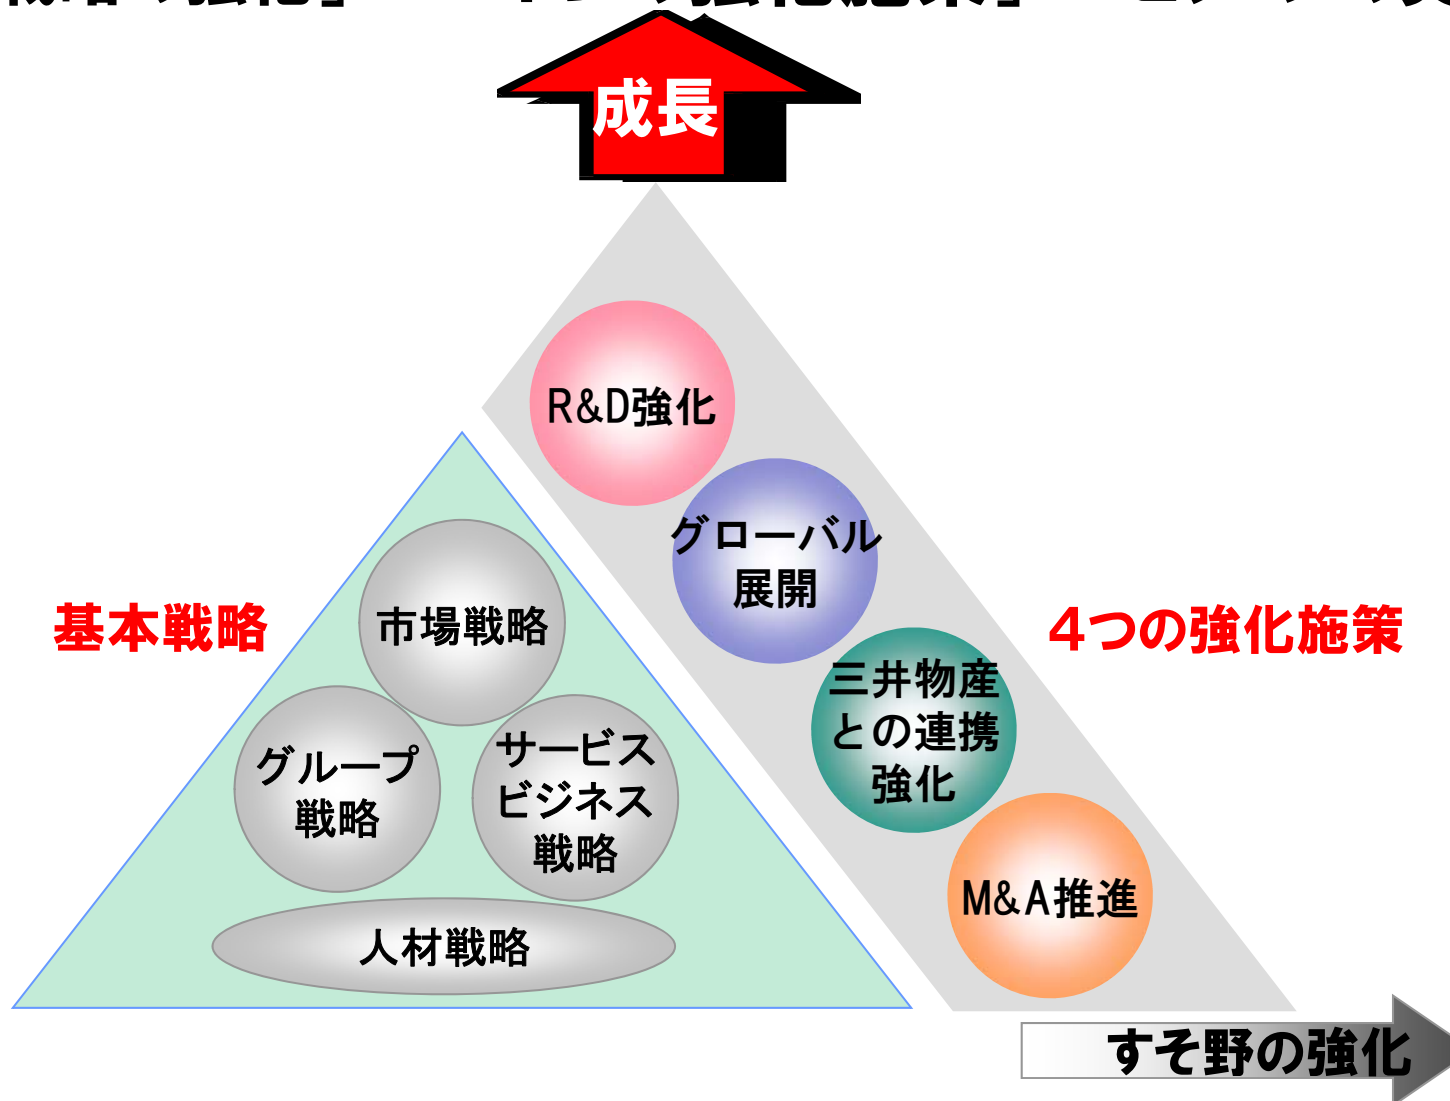 成長
R&D強化
グローバル
展開
基本戦略
市場戦略
4つの強化施策
三井物産
との連携
強化
グループ
戦略
サービス
ビジネス
戦略
M&A推進
人材戦略
すそ野の強化